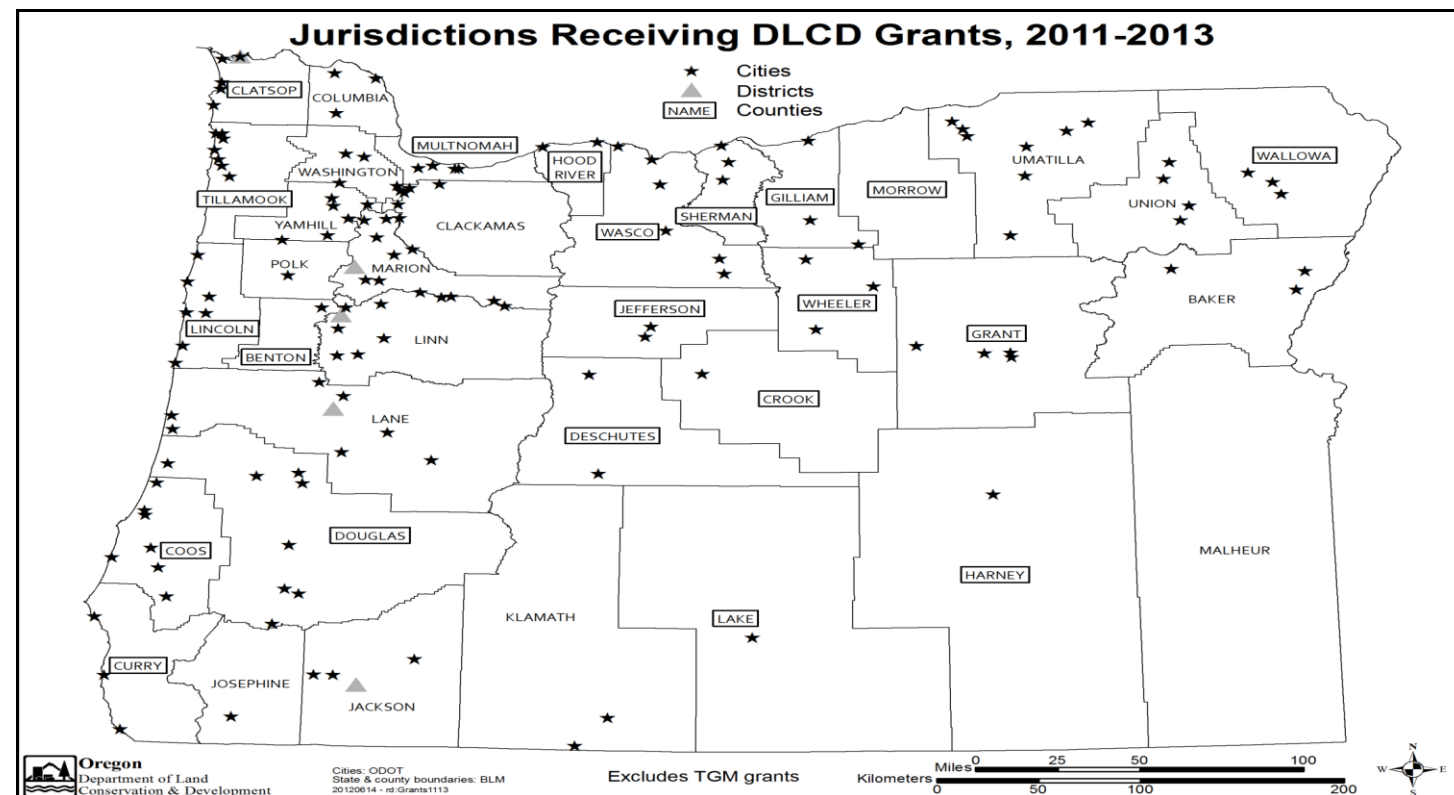 Jurisdictions Receiving DLCD Grants, 2011-2013
Cities
Districts
NAME Counties
CLATSOP
COLUMBIA
MULTNOMAH
HOOD
RIVER
WASHINGTON
TILLAMOOK
YAMHILL
CLACKAMAS
WASCO
SHERMAN
GILLIAM
MORROW
UMATILLA
UNION
WALLOWA
POLK
MARION
LINCOLN
BENTON
LINN
JEFFERSON
WHEELER
GRANT
BAKER
LANE
DESCHUTES
CROOK
COOS
DOUGLAS
HARNEY
MALHEUR
CURRY
JOSEPHINE
JACKSON
KLAMATH
LAKE
Oregon
Department of Land
Conservation & Development
Cities: ODOT
State & county boundaries: BLM
20120614 - rd:Grants1113
Excludes TGM grants
Miles 0 25 50 100
Kilometers 0 50 100 200
N
W E
S